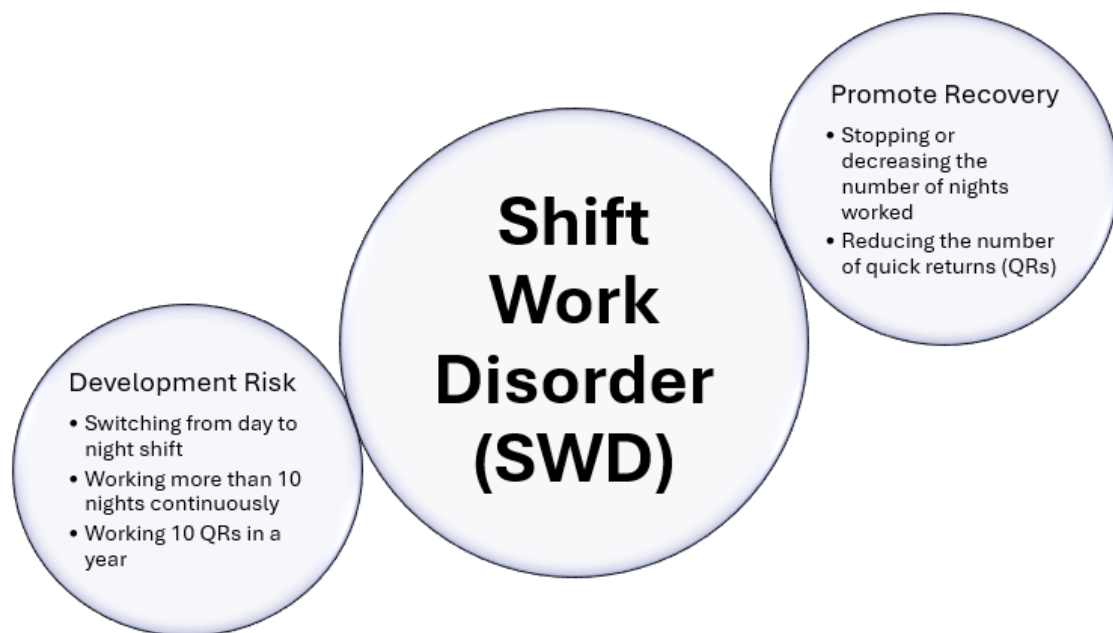 Development Risk
• Switching from day to
night shift
• Working more than 10
nights continuously
• Working 10 QRs in a
year
Shift
Work
Disorder
(SWD)
Promote Recovery
• Stopping or
decreasing the
number of nights
worked
• Reducing the number
of quick returns (QRs)